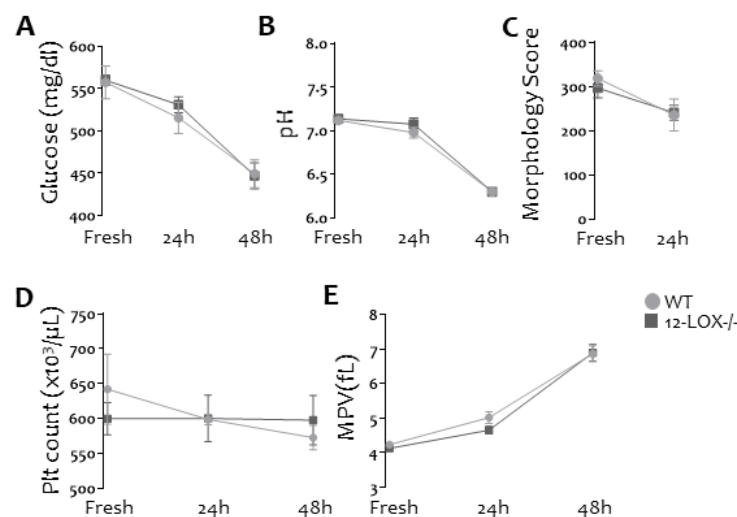 A
Glucose (mg/dl)
600
550
500
450
400
Fresh 24h 48h
B
pH
8.0
7.5
7.0
6.5
6.0
Fresh 24h 48h
C
Morphology Score
400
300
200
100
0
Fresh 24h
D
Plt count (x10³/µL)
750
700
650
600
550
500
Fresh 24h 48h
E
MPV(fL)
8
7
6
5
4
3
Fresh 24h 48h
WT
12-LOX-/-